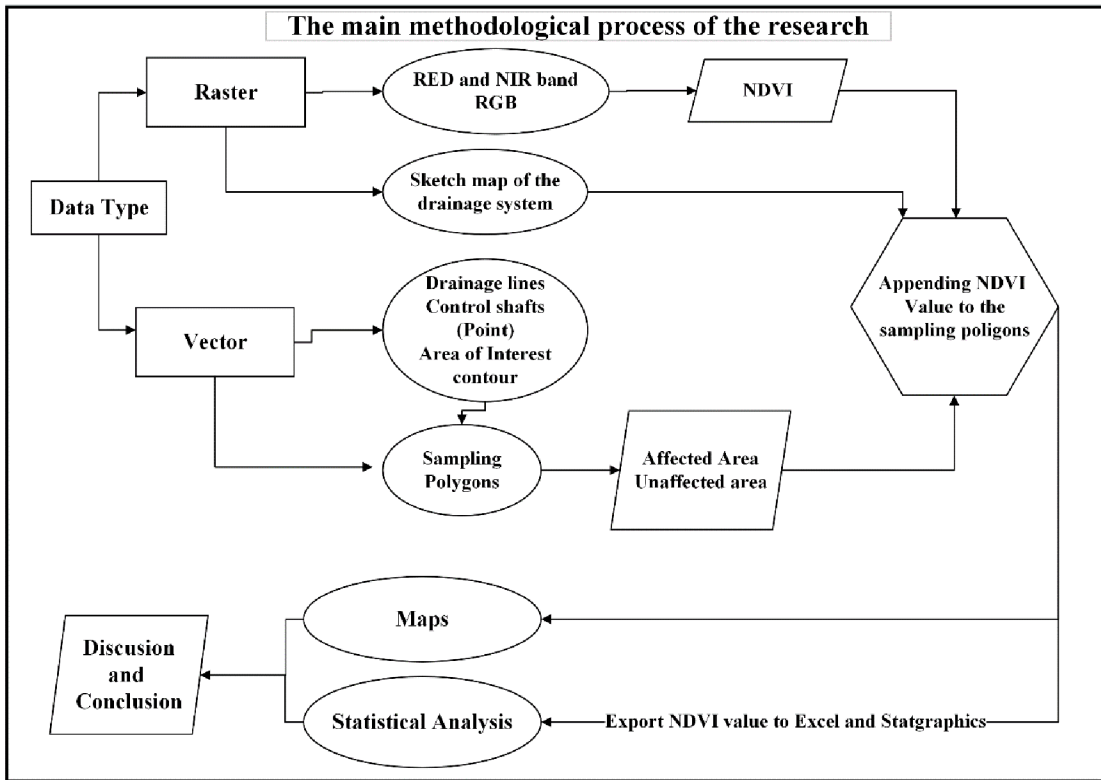 The main methodological process of the research
Raster
RED and NIR band
RGB
NDVI
Sketch map of the
drainage system
Data Type
Vector
Drainage lines
Control shafts
(Point)
Area of Interest
contour
Appending NDVI
Value to the
sampling poligons
Sampling
Polygons
Affected Area
Unaffected area
Maps
Discusion
and
Conclusion
Statistical Analysis
Export NDVI value to Excel and Statgraphics